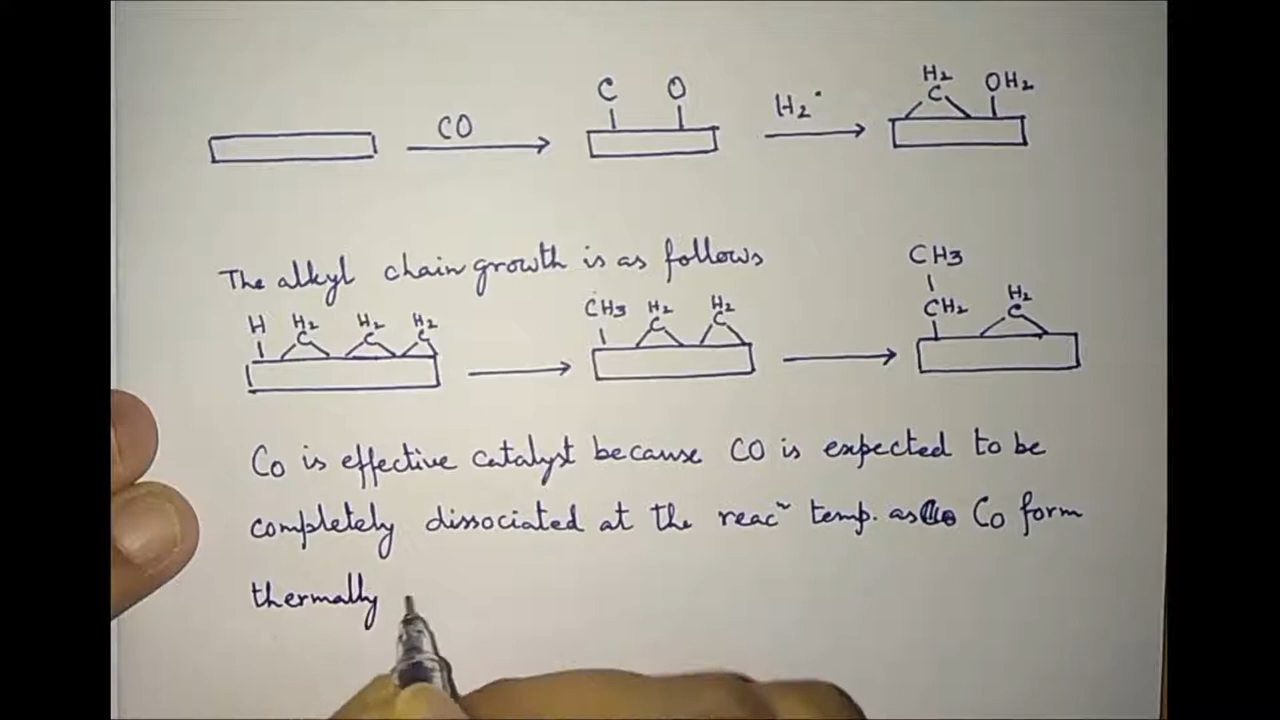 CO
C O
H2
H2
C
OH2
The alkyl chain growth is as follows
H H2 H2 H2
C C C
CH3 H2 H2
C C
CH3
CH2 H2
C
Co is effective catalyst because CO is expected to be
completely dissociated at the reacn temp. as Co form
thermally